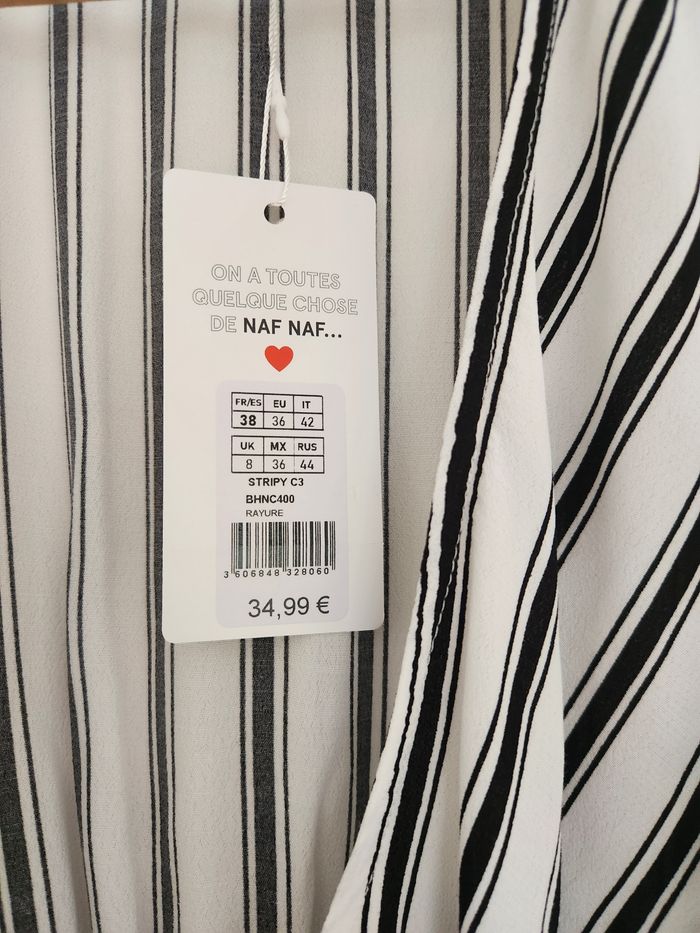 ON A TOUTES
QUELQUE CHOSE
DE NAF NAF...
FR/ES EU IT
38 36 42
UK MX RUS
8 36 44
STRIPY C3
BHNC400
RAYURE
3 606848 328060
34,99 €